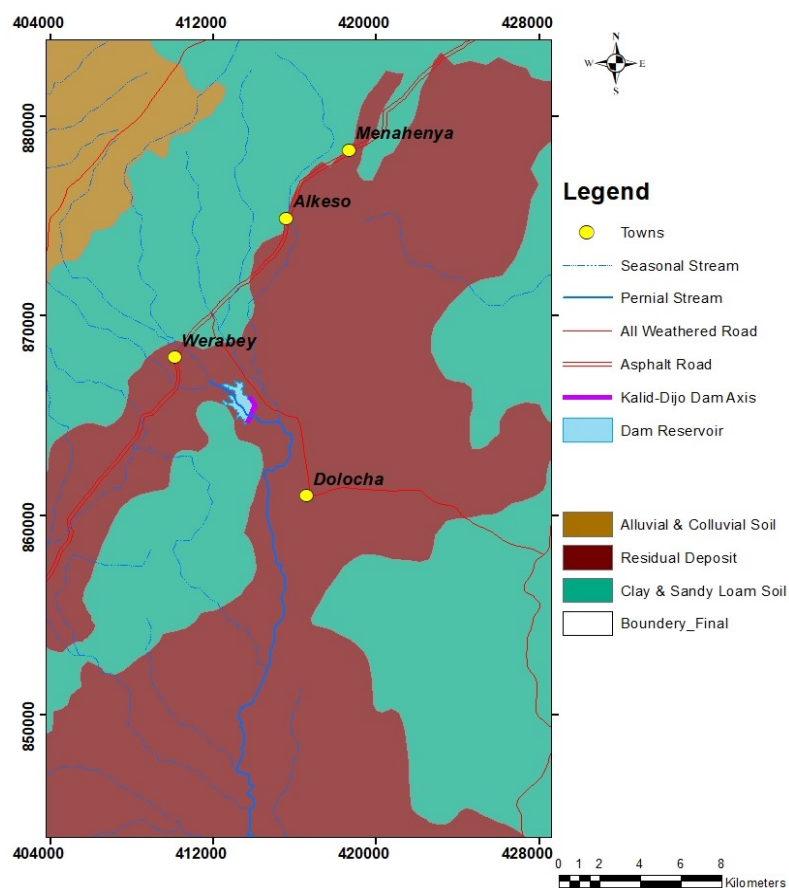 404000 412000 420000 428000
N
W E
S
880000
Menahenya
Alkeso
870000
Werabey
Dolocha
860000
850000
404000 412000 420000 428000
Legend
Towns
Seasonal Stream
Pernial Stream
All Weathered Road
Asphalt Road
Kalid-Dijo Dam Axis
Dam Reservoir
Alluvial & Colluvial Soil
Residual Deposit
Clay & Sandy Loam Soil
Boundery_Final
0 1 2 4 6 8
Kilometers